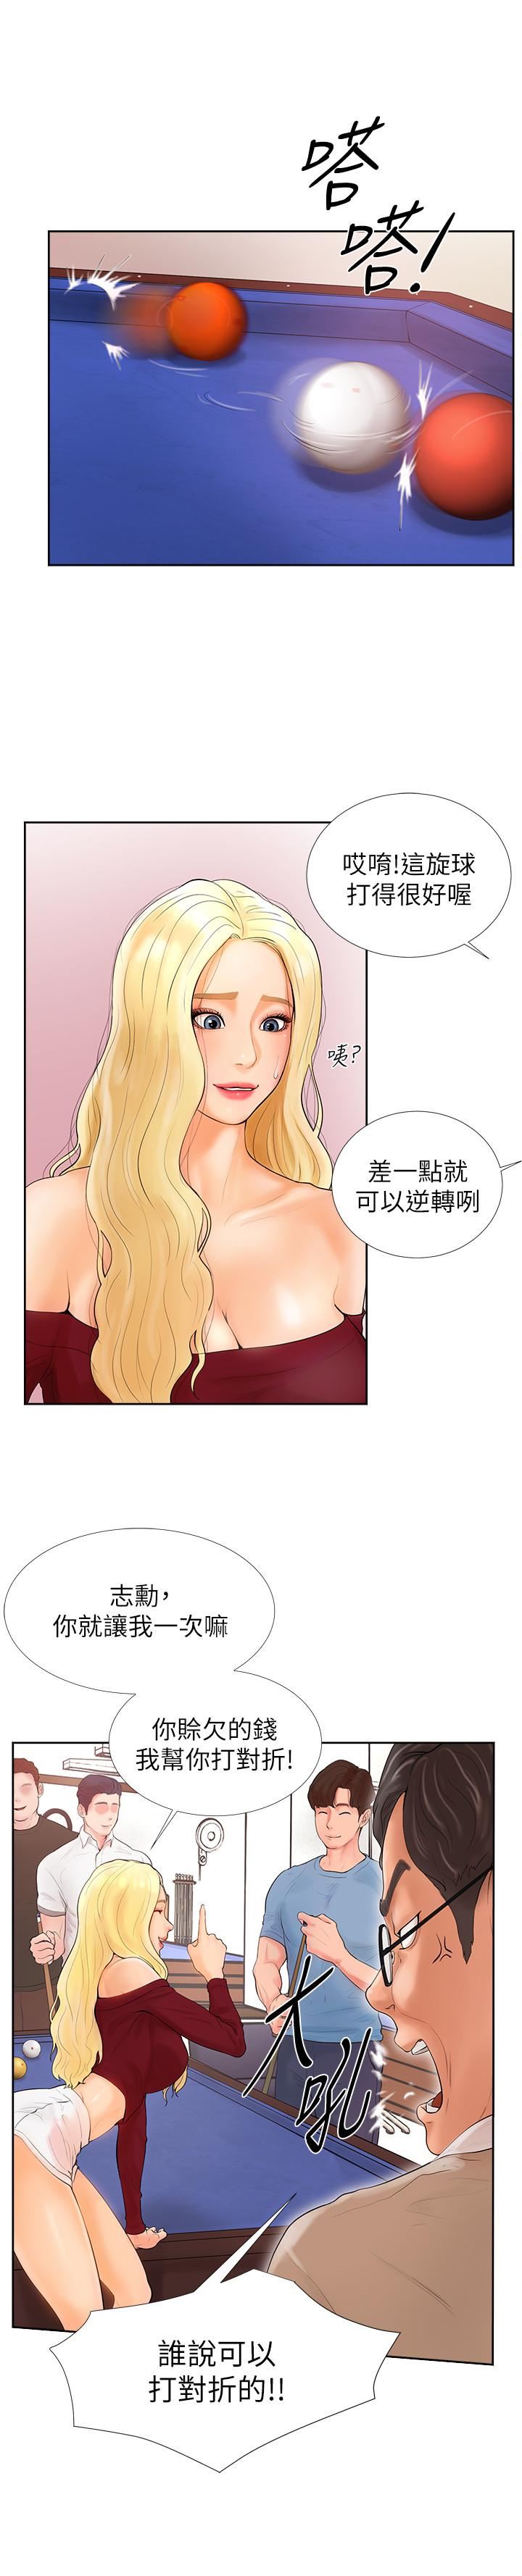 嗒
嗒!
哎唷!這旋球
打得很好喔
咦?
差一點就
可以逆轉咧
志勳,
你就讓我一次嘛
你賒欠的錢
我幫你打對折!
大
吼
誰說可以
打對折的!!